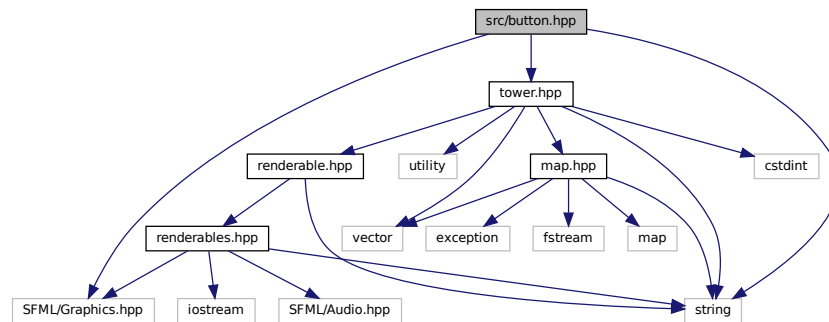 src/button.hpp
tower.hpp
renderable.hpp
utility
map.hpp
cstdint
renderables.hpp
vector
exception
fstream
map
SFML/Graphics.hpp
iostream
SFML/Audio.hpp
string